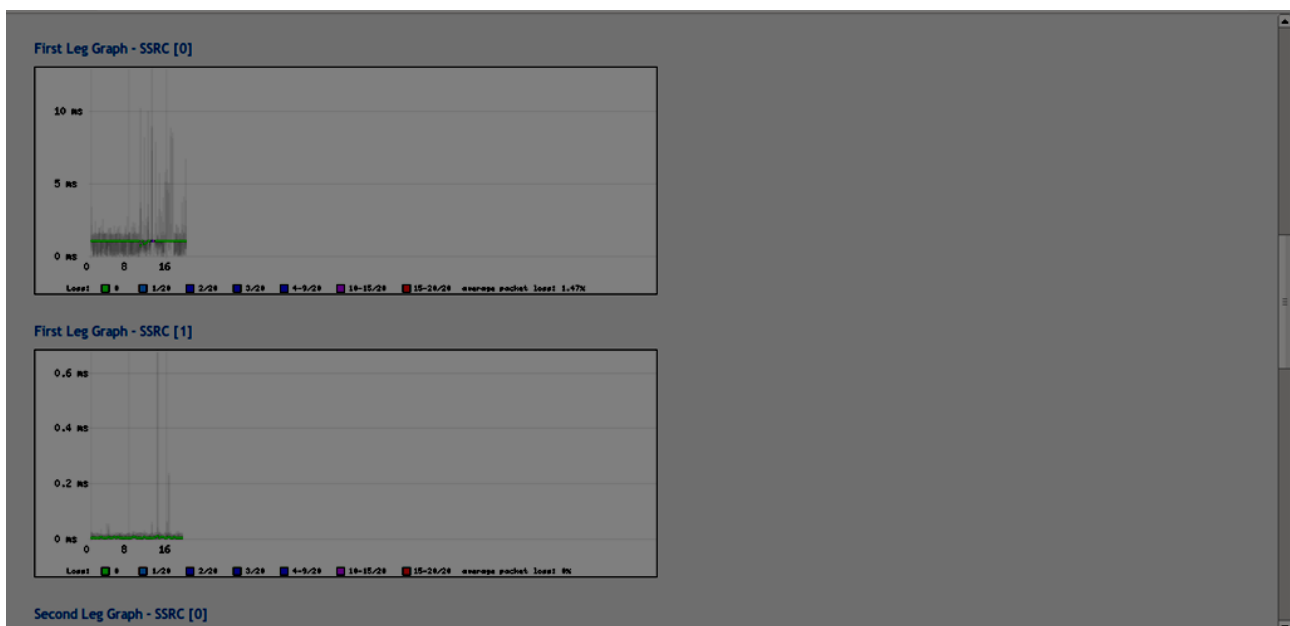 First Leg Graph - SSRC [0]
10 ms
5 ms
0 ms
0 8 16
Loss: 0 1/20 2/20 3/20 4-9/20 10-15/20 15-20/20 average packet loss: 1.47%
First Leg Graph - SSRC [1]
0.6 ms
0.4 ms
0.2 ms
0 ms
0 8 16
Loss: 0 1/20 2/20 3/20 4-9/20 10-15/20 15-20/20 average packet loss: 0%
Second Leg Graph - SSRC [0]